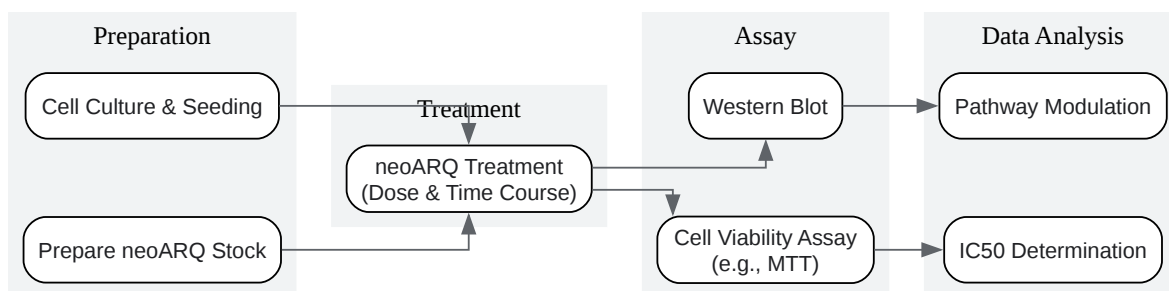 Preparation
Cell Culture & Seeding
Prepare neoARQ Stock
Treatment
neoARQ Treatment
(Dose & Time Course)
Assay
Western Blot
Cell Viability Assay
(e.g., MTT)
Data Analysis
Pathway Modulation
IC50 Determination